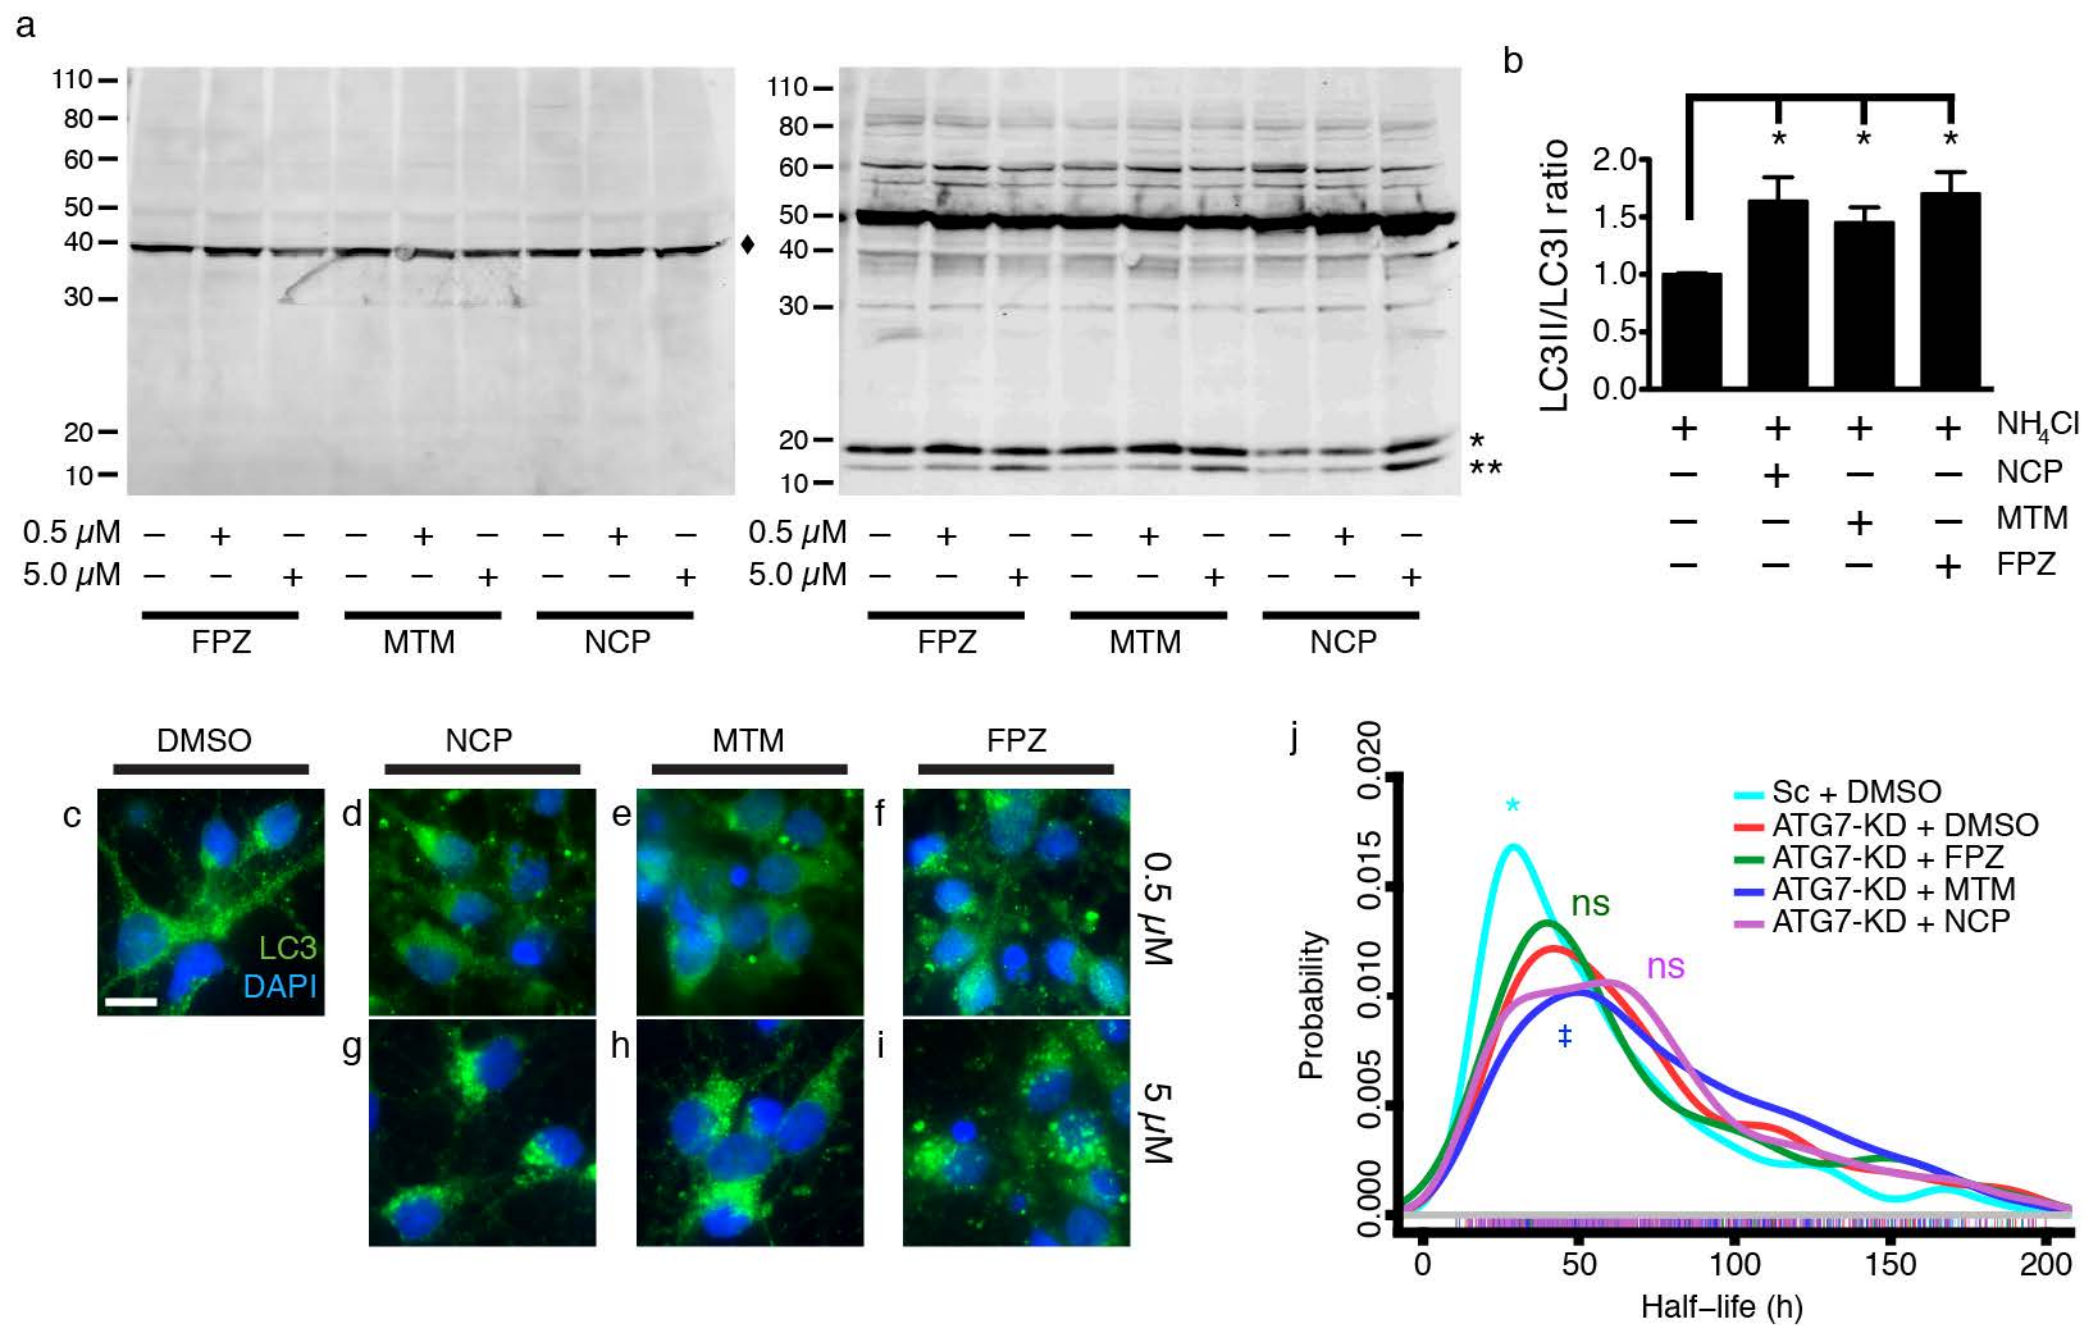 a
110
80
60
50
40
30
20
10
♦
0.5 µM – + – – + – – + –
5.0 µM – – + – – + – – +
FPZ MTM NCP
110
80
60
50
40
30
20
10
*
**
0.5 µM – + – – + – – + –
5.0 µM – – + – – + – – +
FPZ MTM NCP
b
* * *
LC3II/LC3I ratio
2.0
1.5
1.0
0.5
0.0
+ + + + NH4Cl
– + – – NCP
– – + – MTM
– – – + FPZ
DMSO NCP MTM FPZ
c d e f
LC3
DAPI
0.5 µM
g h i
5 µM
j
Probability
0.020
0.015
0.010
0.005
0.000
*
ns
ns
‡
Sc + DMSO
ATG7-KD + DMSO
ATG7-KD + FPZ
ATG7-KD + MTM
ATG7-KD + NCP
0 50 100 150 200
Half–life (h)